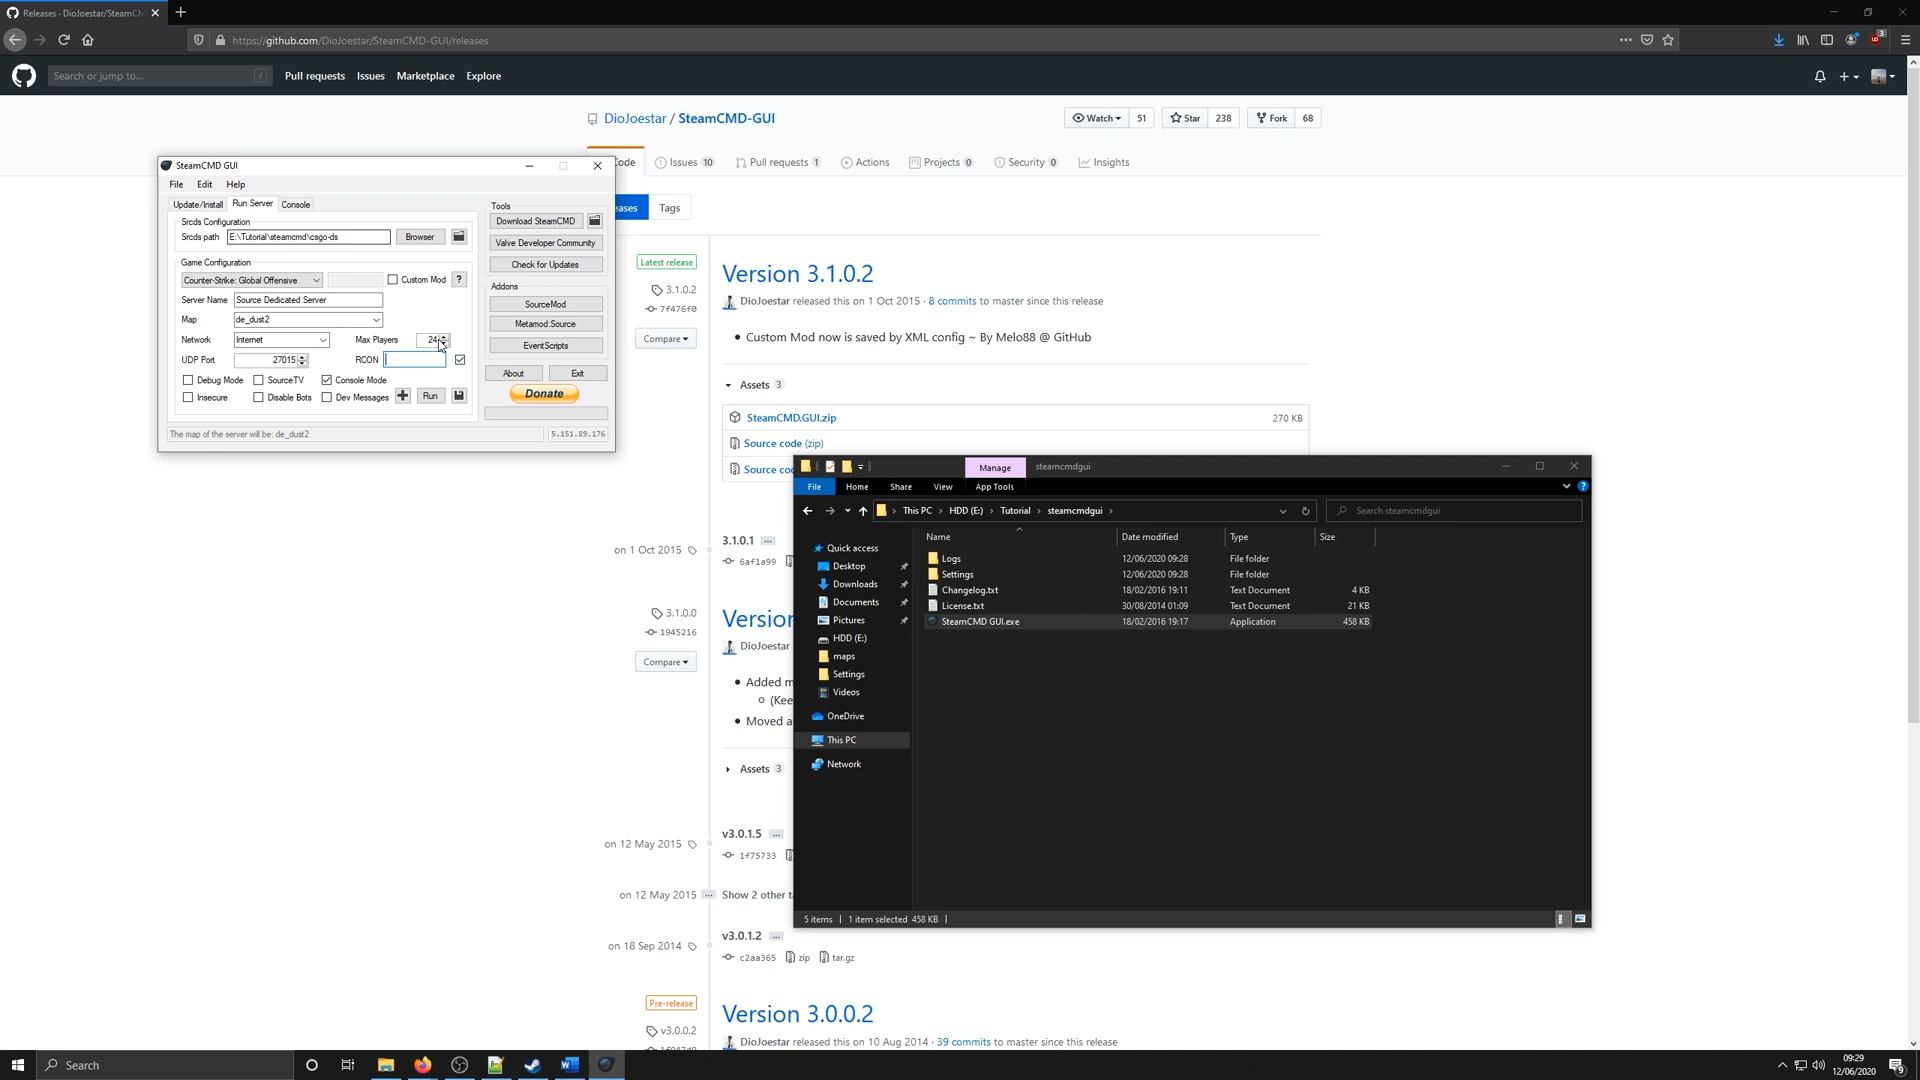 Releases · DioJoestar/SteamCM
https://github.com/DioJoestar/SteamCMD-GUI/releases
3
Search or jump to...
/
Pull requests
Issues
Marketplace
Explore
DioJoestar / SteamCMD-GUI
Watch 51
Star 238
Fork 68
ode
Issues 10
Pull requests 1
Actions
Projects 0
Security 0
Insights
eases
Tags
SteamCMD GUI
File Edit Help
Update/Install Run Server Console
Srcds Configuration
Srcds path E:\Tutorial\steamcmd\csgo-ds Browser
Game Configuration
Counter-Strike: Global Offensive Custom Mod ?
Server Name Source Dedicated Server
Map de_dust2
Network Internet Max Players 24
UDP Port 27015 RCON
Debug Mode SourceTV Console Mode
Insecure Disable Bots Dev Messages Run
The map of the server will be: de_dust2 5.151.89.176
Tools
Download SteamCMD
Valve Developer Community
Check for Updates
Addons
SourceMod
Metamod:Source
EventScripts
About Exit
Donate
Latest release
3.1.0.2
7f476f0
Compare
Version 3.1.0.2
DioJoestar released this on 1 Oct 2015 · 8 commits to master since this release
Custom Mod now is saved by XML config ~ By Melo88 @ GitHub
Assets 3
SteamCMD.GUI.zip 270 KB
Source code (zip)
Source co
on 1 Oct 2015
3.1.0.1
6af1a99
3.1.0.0
1945216
Compare
Version
DioJoestar
Added m
(Kee
Moved a
Assets 3
on 12 May 2015
v3.0.1.5
1f75733
on 12 May 2015
Show 2 other t
on 18 Sep 2014
v3.0.1.2
c2aa365 zip tar.gz
Pre-release
v3.0.0.2
Version 3.0.0.2
DioJoestar released this on 10 Aug 2014 · 39 commits to master since this release
Manage steamcmdgui
File Home Share View App Tools
This PC HDD (E:) Tutorial steamcmdgui
Search steamcmdgui
Name Date modified Type Size
Logs 12/06/2020 09:28 File folder
Settings 12/06/2020 09:28 File folder
Changelog.txt 18/02/2016 19:11 Text Document 4 KB
License.txt 30/08/2014 01:09 Text Document 21 KB
SteamCMD GUI.exe 18/02/2016 19:17 Application 458 KB
Quick access
Desktop
Downloads
Documents
Pictures
HDD (E:)
maps
Settings
Videos
OneDrive
This PC
Network
5 items 1 item selected 458 KB
Search
09:29
12/06/2020